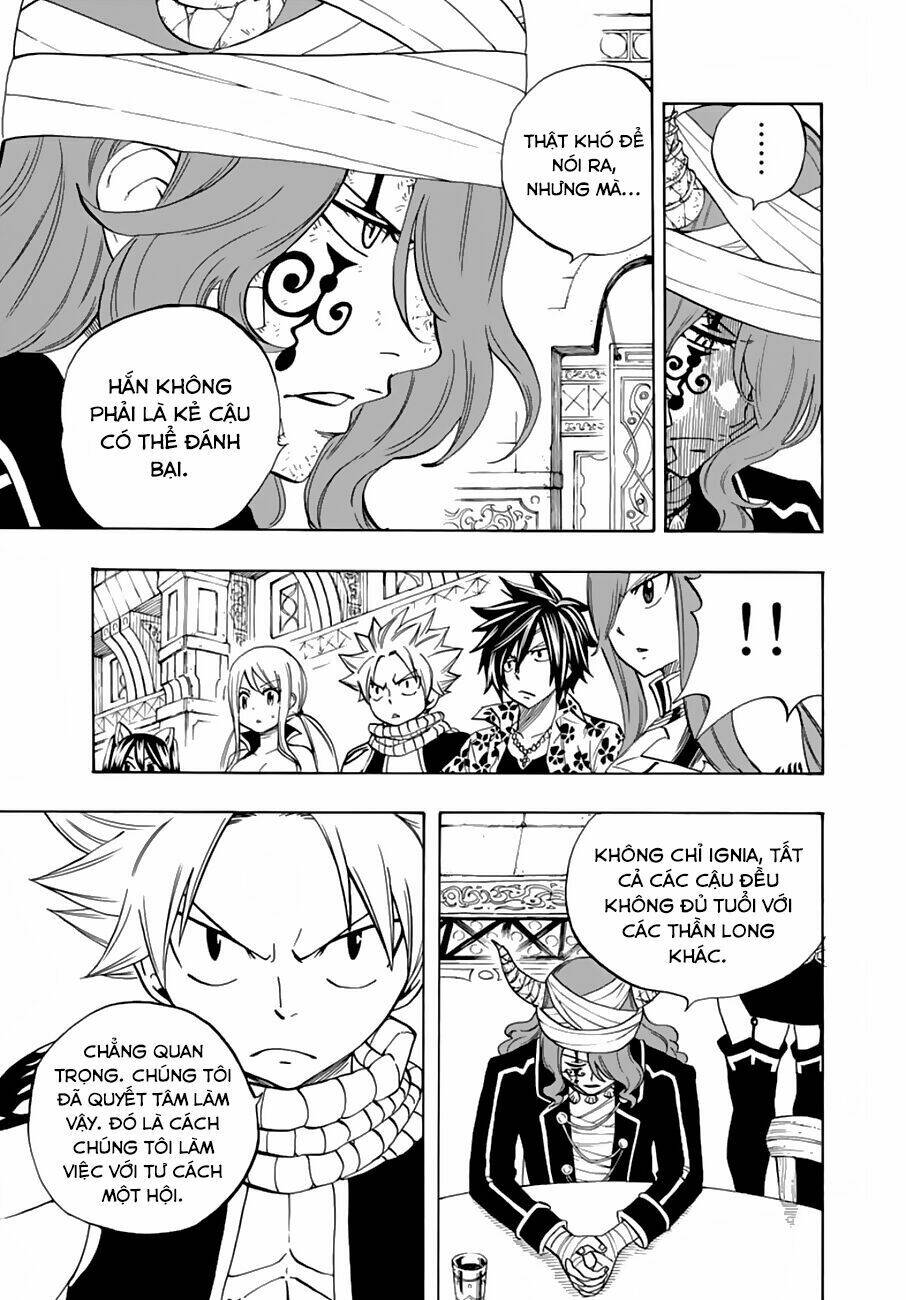 ......
THẬT KHÓ ĐỂ
NÓI RA,
NHƯNG MÀ...
HẮN KHÔNG
PHẢI LÀ KẺ CẬU
CÓ THỂ ĐÁNH
BẠI.
!!
KHÔNG CHỈ IGNIA, TẤT
CẢ CÁC CẬU ĐỀU
KHÔNG ĐỦ TUỔI VỚI
CÁC THẦN LONG
KHÁC.
CHẲNG QUAN
TRỌNG. CHÚNG TÔI
ĐÃ QUYẾT TÂM LÀM
VẬY. ĐÓ LÀ CÁCH
CHÚNG TÔI LÀM
VIỆC VỚI TƯ CÁCH
MỘT HỘI.